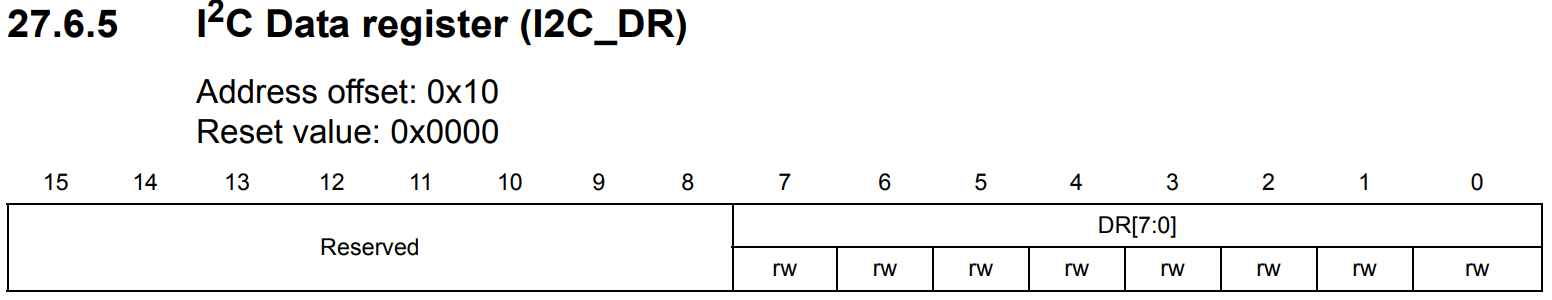 27.6.5 I²C Data register (I2C_DR)
Address offset: 0x10
Reset value: 0x0000
15 14 13 12 11 10 9 8 7 6 5 4 3 2 1 0
Reserved DR[7:0]
rw rw rw rw rw rw rw rw